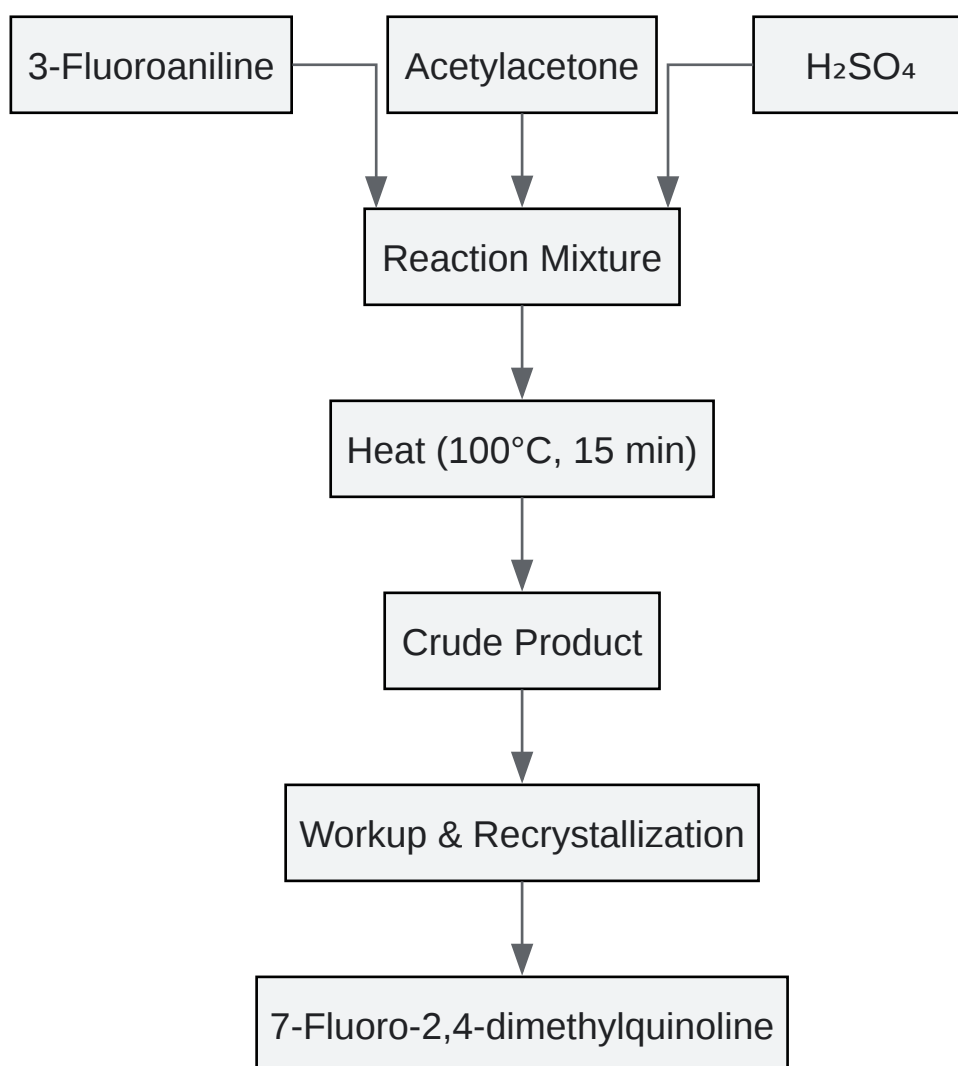 3-Fluoroaniline
Acetylacetone
H₂SO₄
Reaction Mixture
Heat (100°C, 15 min)
Crude Product
Workup & Recrystallization
7-Fluoro-2,4-dimethylquinoline